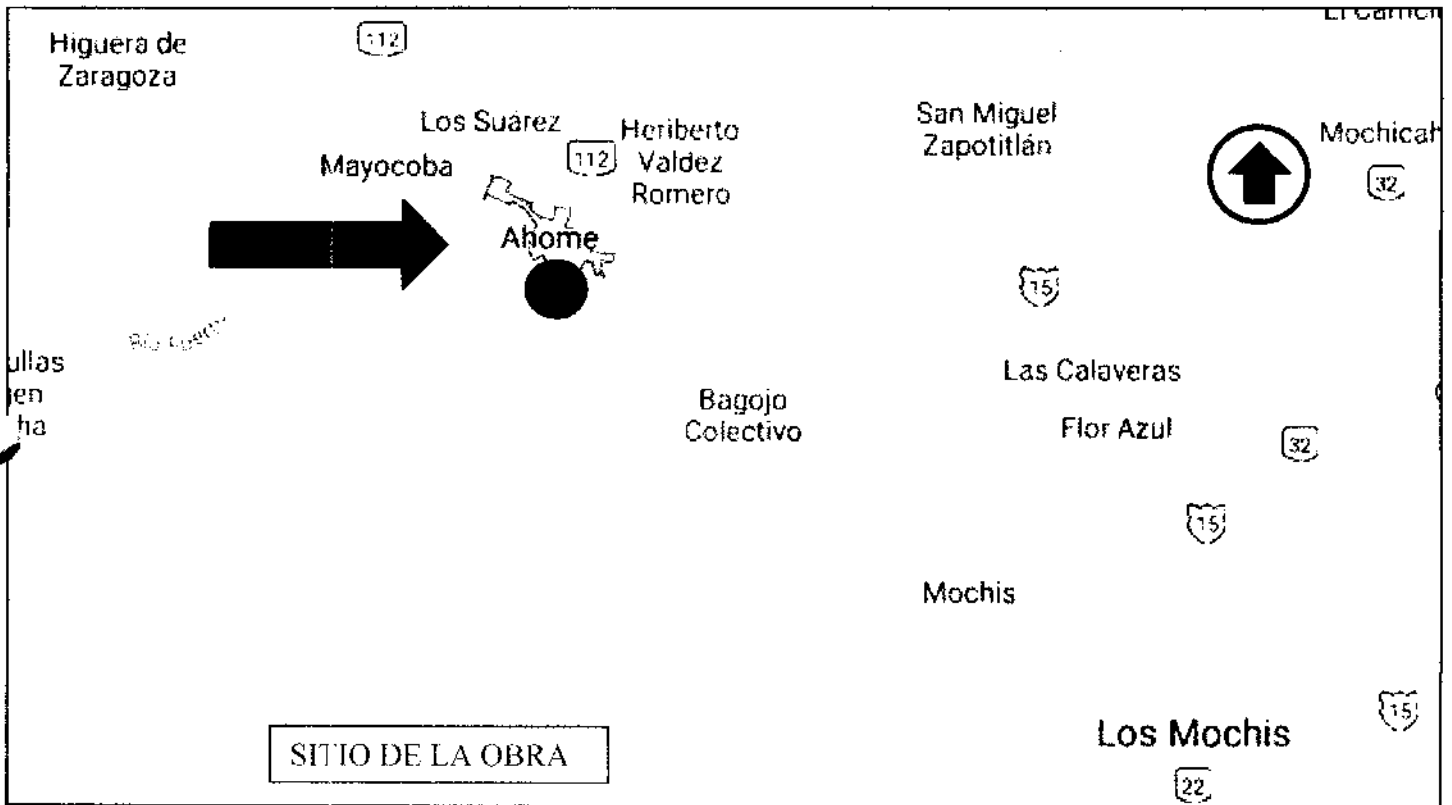 Higuera de
Zaragoza
112
Los Suárez
112
Heriberto
Valdez
Romero
Mayocoba
Ahome
San Miguel
Zapotitlán
32
15
ullas
Las Calaveras
Bagojo
Colectivo
Flor Azul
32
15
Mochis
15
Los Mochis
22
SITIO DE LA OBRA